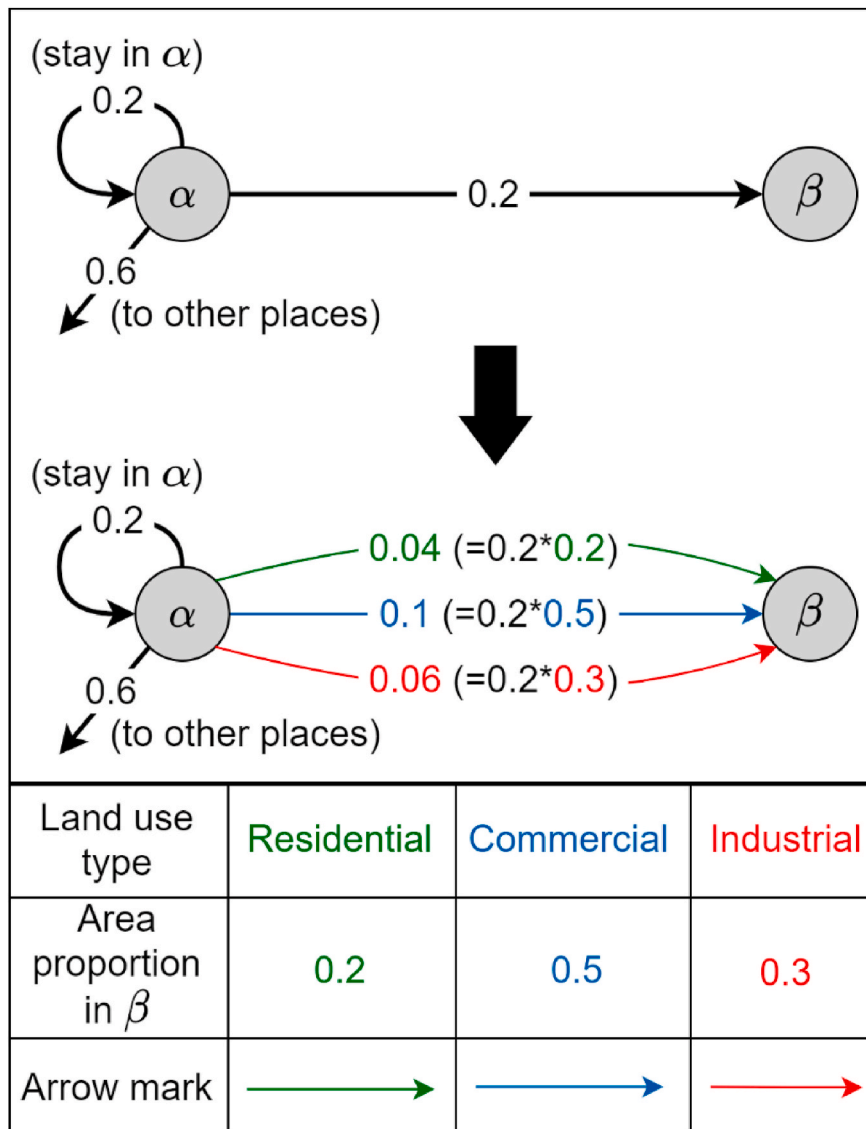 (stay in α)
0.2
α
0.2
β
0.6
(to other places)
(stay in α)
0.2
0.04 (=0.2*0.2)
α
0.1 (=0.2*0.5)
β
0.06 (=0.2*0.3)
0.6
(to other places)
Land use
type
Residential
Commercial
Industrial
Area
proportion
in β
0.2
0.5
0.3
Arrow mark